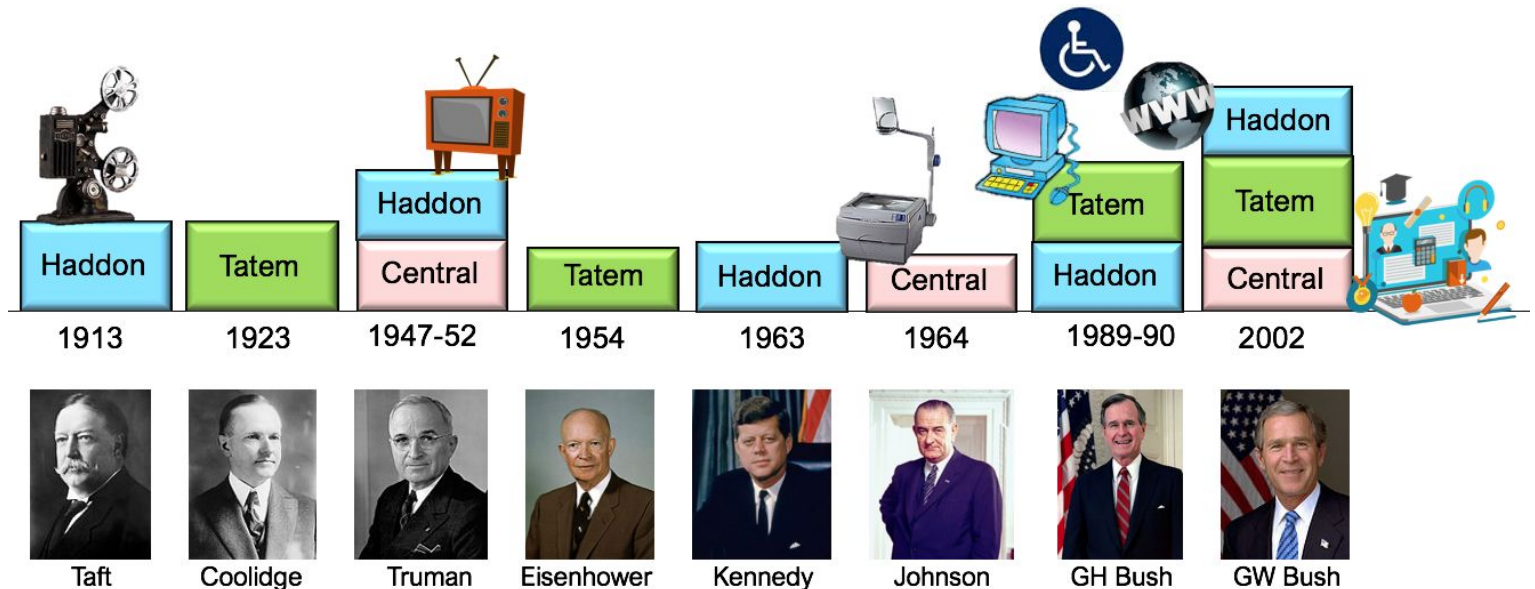 WWW
Haddon
Haddon
Tatem
Tatem
Haddon
Tatem
Central
Tatem
Haddon
Central
Haddon
Central
1913
1923
1947-52
1954
1963
1964
1989-90
2002
Taft
Coolidge
Truman
Eisenhower
Kennedy
Johnson
GH Bush
GW Bush